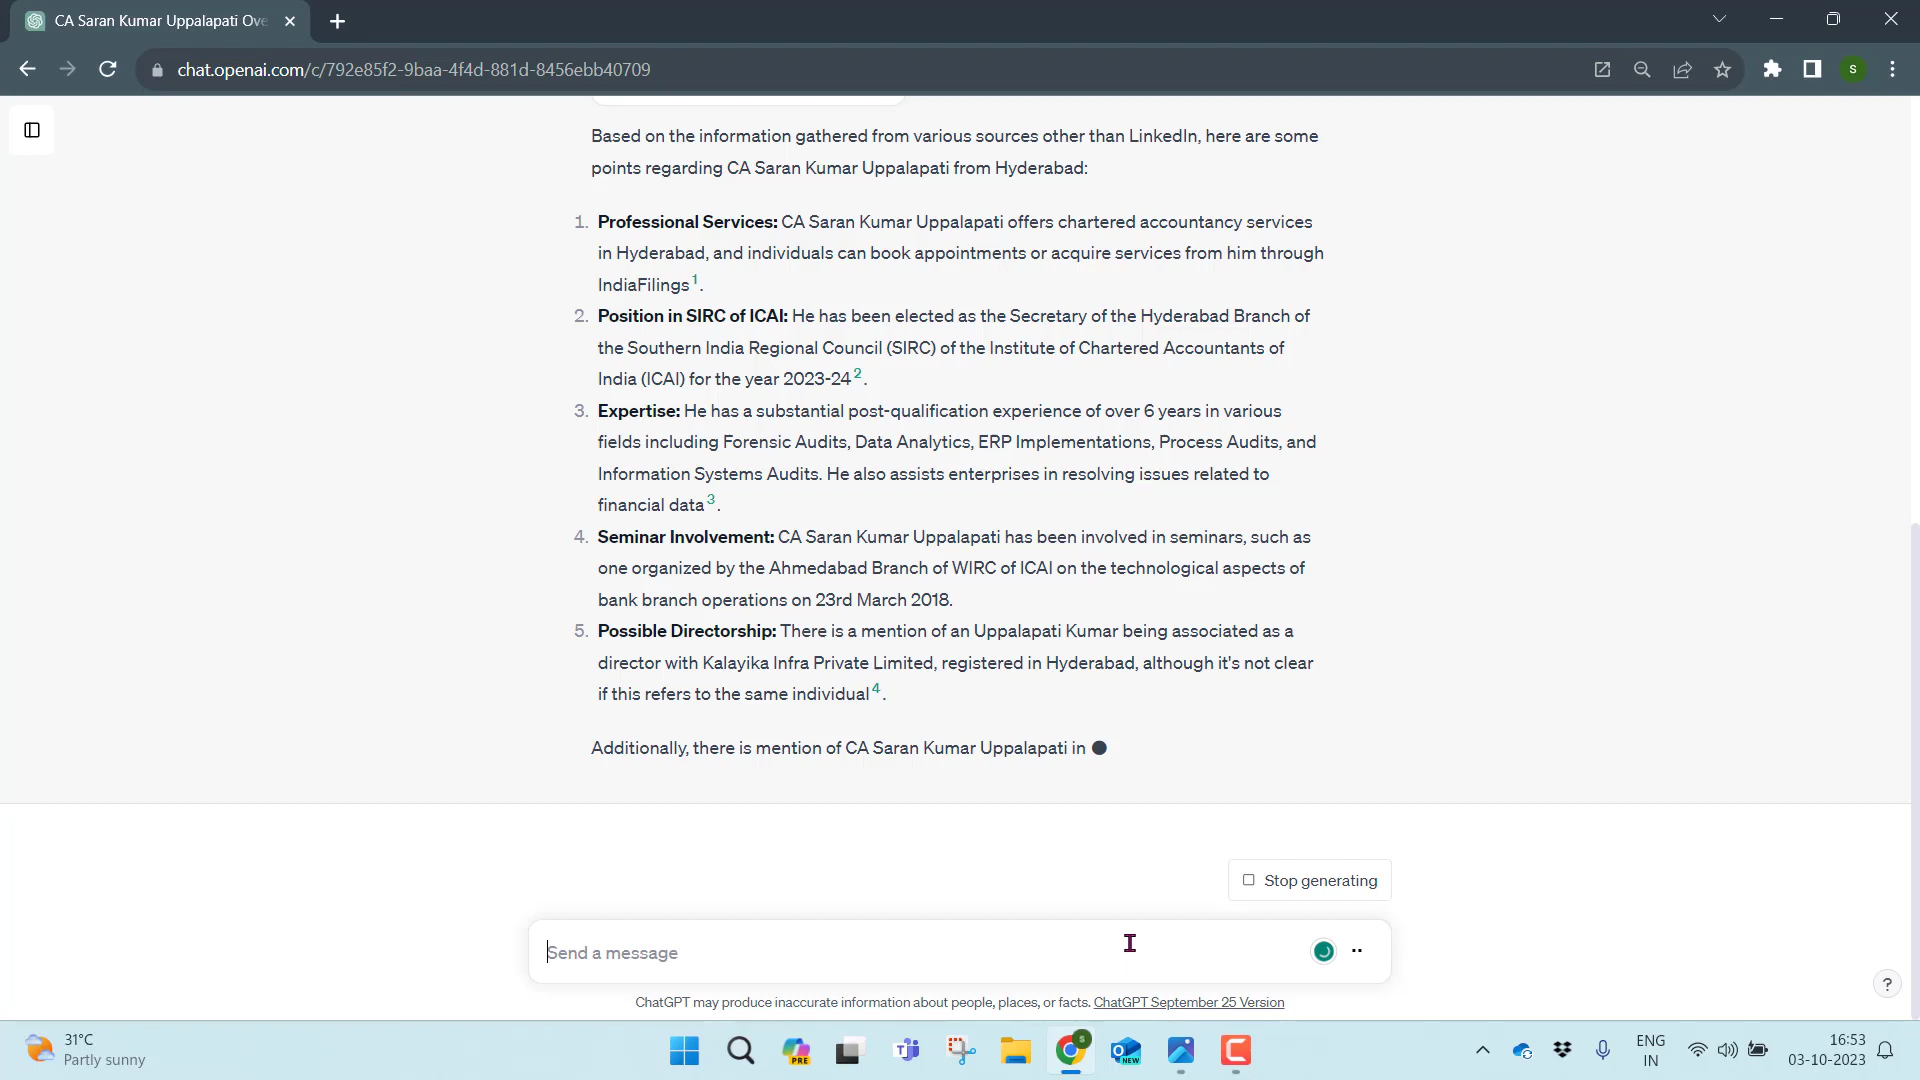 CA Saran Kumar Uppalapati Ove
chat.openai.com/c/792e85f2-9baa-4f4d-881d-8456ebb40709
s
Based on the information gathered from various sources other than LinkedIn, here are some
points regarding CA Saran Kumar Uppalapati from Hyderabad:
1. Professional Services: CA Saran Kumar Uppalapati offers chartered accountancy services
in Hyderabad, and individuals can book appointments or acquire services from him through
IndiaFilings 1.
2. Position in SIRC of ICAI: He has been elected as the Secretary of the Hyderabad Branch of
the Southern India Regional Council (SIRC) of the Institute of Chartered Accountants of
India (ICAI) for the year 2023-24 2.
3. Expertise: He has a substantial post-qualification experience of over 6 years in various
fields including Forensic Audits, Data Analytics, ERP Implementations, Process Audits, and
Information Systems Audits. He also assists enterprises in resolving issues related to
financial data 3.
4. Seminar Involvement: CA Saran Kumar Uppalapati has been involved in seminars, such as
one organized by the Ahmedabad Branch of WIRC of ICAI on the technological aspects of
bank branch operations on 23rd March 2018.
5. Possible Directorship: There is a mention of an Uppalapati Kumar being associated as a
director with Kalayika Infra Private Limited, registered in Hyderabad, although it's not clear
if this refers to the same individual 4.
Additionally, there is mention of CA Saran Kumar Uppalapati in
Stop generating
Send a message
ChatGPT may produce inaccurate information about people, places, or facts. ChatGPT September 25 Version
?
31°C
Partly sunny
PRE
s
NEW
ENG
IN
16:53
03-10-2023